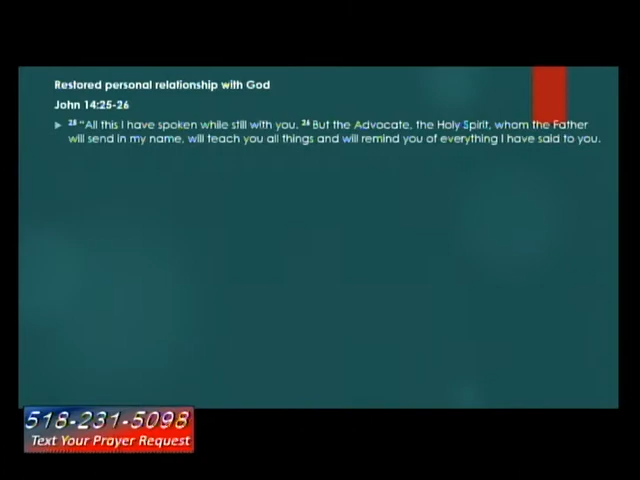 Restored personal relationship with God
John 14:25-26
25 "All this I have spoken while still with you. 26 But the Advocate, the Holy Spirit, whom the Father
will send in my name, will teach you all things and will remind you of everything I have said to you.
518-231-5098
Text Your Prayer Request